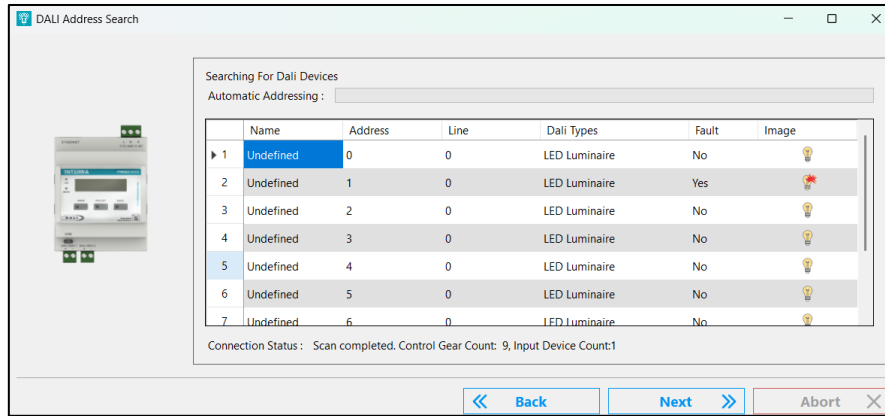 DALI Address Search
Searching For Dali Devices
Automatic Addressing :
Name Address Line Dali Types Fault Image
1 Undefined 0 0 LED Luminaire No
2 Undefined 1 0 LED Luminaire Yes
3 Undefined 2 0 LED Luminaire No
4 Undefined 3 0 LED Luminaire No
5 Undefined 4 0 LED Luminaire No
6 Undefined 5 0 LED Luminaire No
7 Undefined 6 0 LED Luminaire No
Connection Status : Scan completed. Control Gear Count: 9, Input Device Count:1
ETHERNET
INTERRA
DALI
Back Next Abort